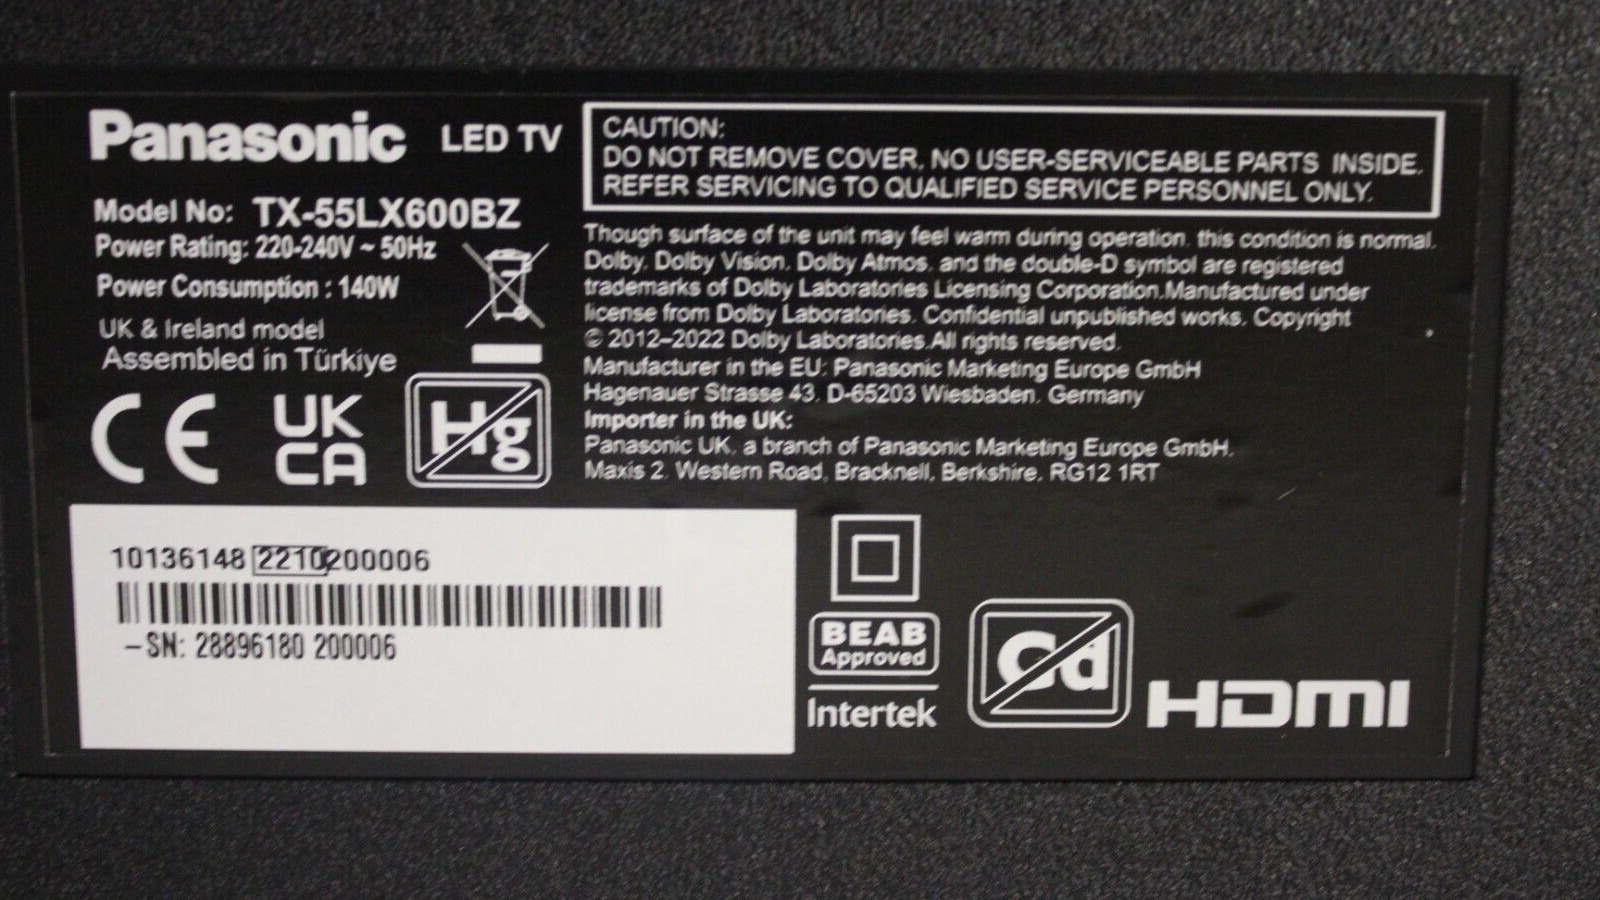 Panasonic LED TV
Model No: TX-55LX600BZ
Power Rating: 220-240V ~ 50Hz
Power Consumption : 140W
UK & Ireland model
Assembled in Türkiye
CE UK
CA
Hg
CAUTION:
DO NOT REMOVE COVER, NO USER-SERVICEABLE PARTS INSIDE.
REFER SERVICING TO QUALIFIED SERVICE PERSONNEL ONLY.
Though surface of the unit may feel warm during operation, this condition is normal.
Dolby, Dolby Vision, Dolby Atmos, and the double-D symbol are registered
trademarks of Dolby Laboratories Licensing Corporation.Manufactured under
license from Dolby Laboratories. Confidential unpublished works. Copyright
© 2012–2022 Dolby Laboratories.All rights reserved.
Manufacturer in the EU: Panasonic Marketing Europe GmbH
Hagenauer Strasse 43, D-65203 Wiesbaden, Germany
Importer in the UK:
Panasonic UK, a branch of Panasonic Marketing Europe GmbH,
Maxis 2, Western Road, Bracknell, Berkshire, RG12 1RT
10136148 2210200006
–SN: 28896180 200006
BEAB
Approved
Intertek
Cd
HDMI